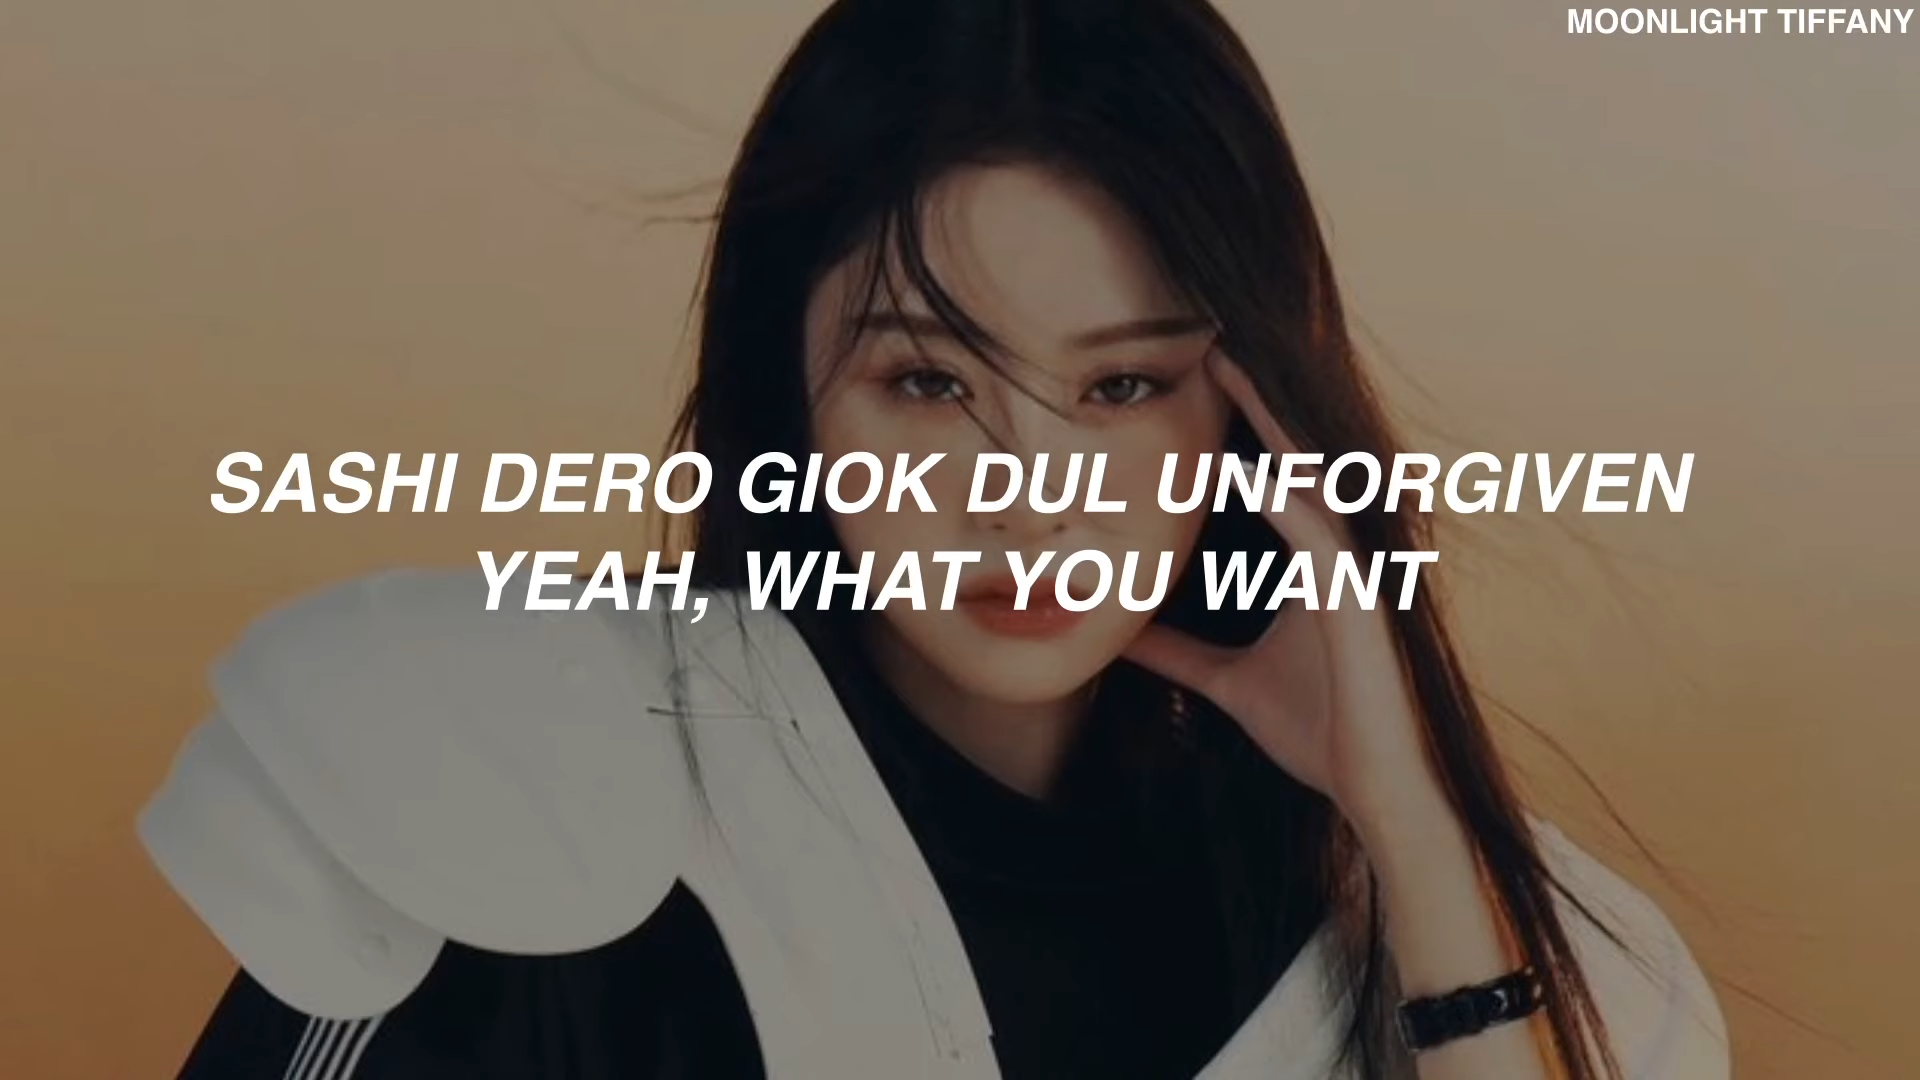 MOONLIGHT TIFFANY
SASHI DERO GIOK DUL UNFORGIVEN
YEAH, WHAT YOU WANT